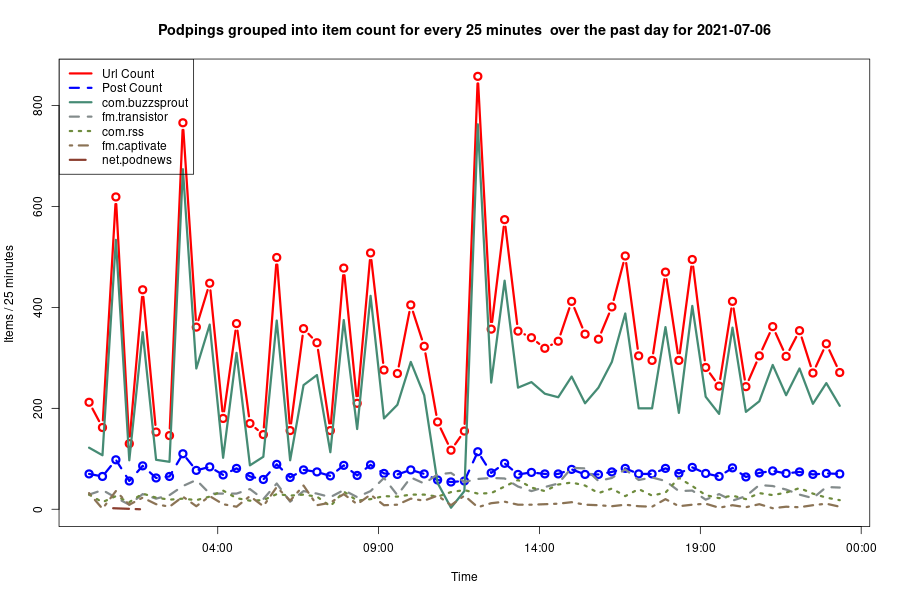 Podpings grouped into item count for every 25 minutes  over the past day for 2021-07-06
Url Count
Post Count
com.buzzsprout
fm.transistor
com.rss
fm.captivate
net.podnews
Items / 25 minutes
800
600
400
200
0
04:00
09:00
14:00
19:00
00:00
Time